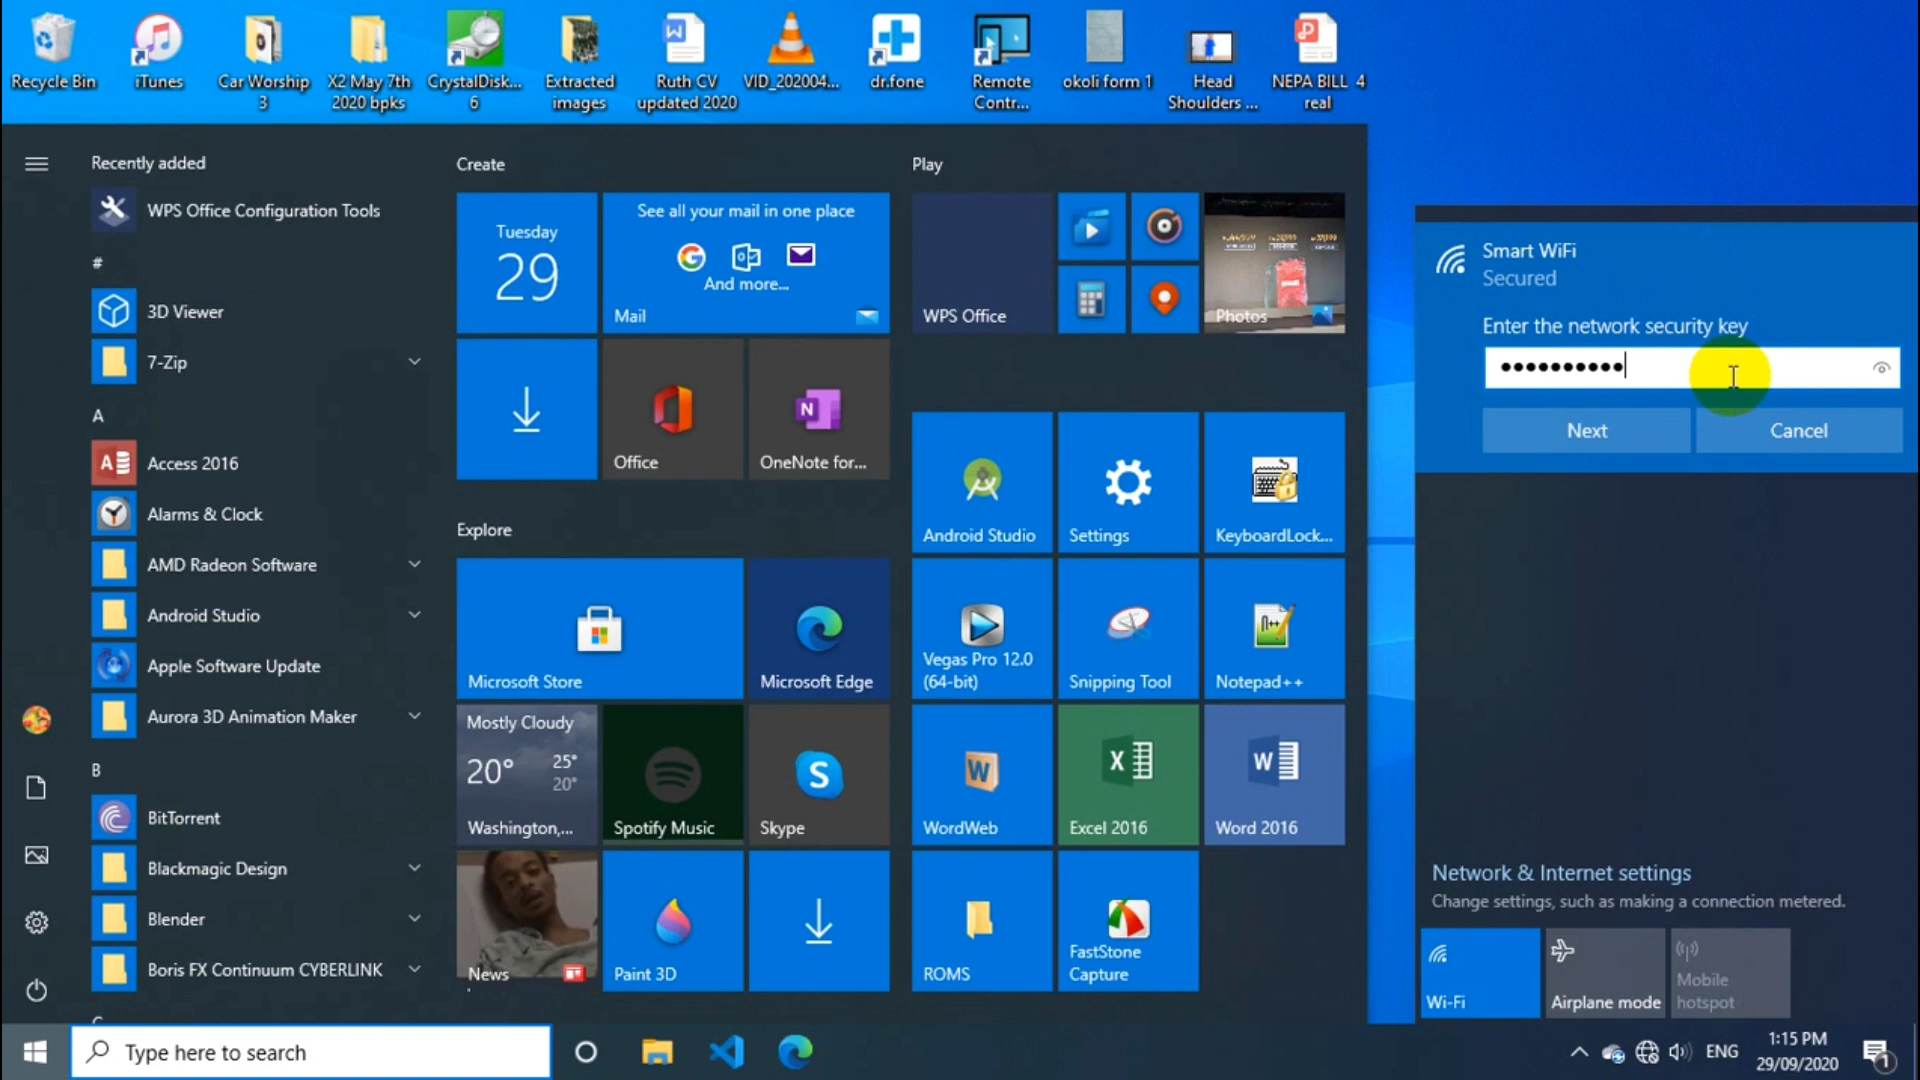 Recycle Bin
iTunes
Car Worship
3
X2 May 7th
2020 bpks
CrystalDisk...
6
Extracted
images
Ruth CV
updated 2020
VID_202004...
dr.fone
Remote
Contr...
okoli form 1
Head
Shoulders ...
NEPA BILL 4
real
Recently added
WPS Office Configuration Tools
#
3D Viewer
7-Zip
A
Access 2016
Alarms & Clock
AMD Radeon Software
Android Studio
Apple Software Update
Aurora 3D Animation Maker
B
BitTorrent
Blackmagic Design
Blender
Boris FX Continuum CYBERLINK
Create
Tuesday
29
See all your mail in one place
And more...
Mail
Office
OneNote for...
Explore
Microsoft Store
Microsoft Edge
Mostly Cloudy
20°
25°
20°
Washington,...
Spotify Music
Skype
News
Paint 3D
Play
WPS Office
Photos
Android Studio
Settings
KeyboardLock...
Vegas Pro 12.0
(64-bit)
Snipping Tool
Notepad++
WordWeb
Excel 2016
Word 2016
ROMS
FastStone
Capture
Smart WiFi
Secured
Enter the network security key
Next
Cancel
Network & Internet settings
Change settings, such as making a connection metered.
Wi-Fi
Airplane mode
Mobile
hotspot
Type here to search
ENG
1:15 PM
29/09/2020
1